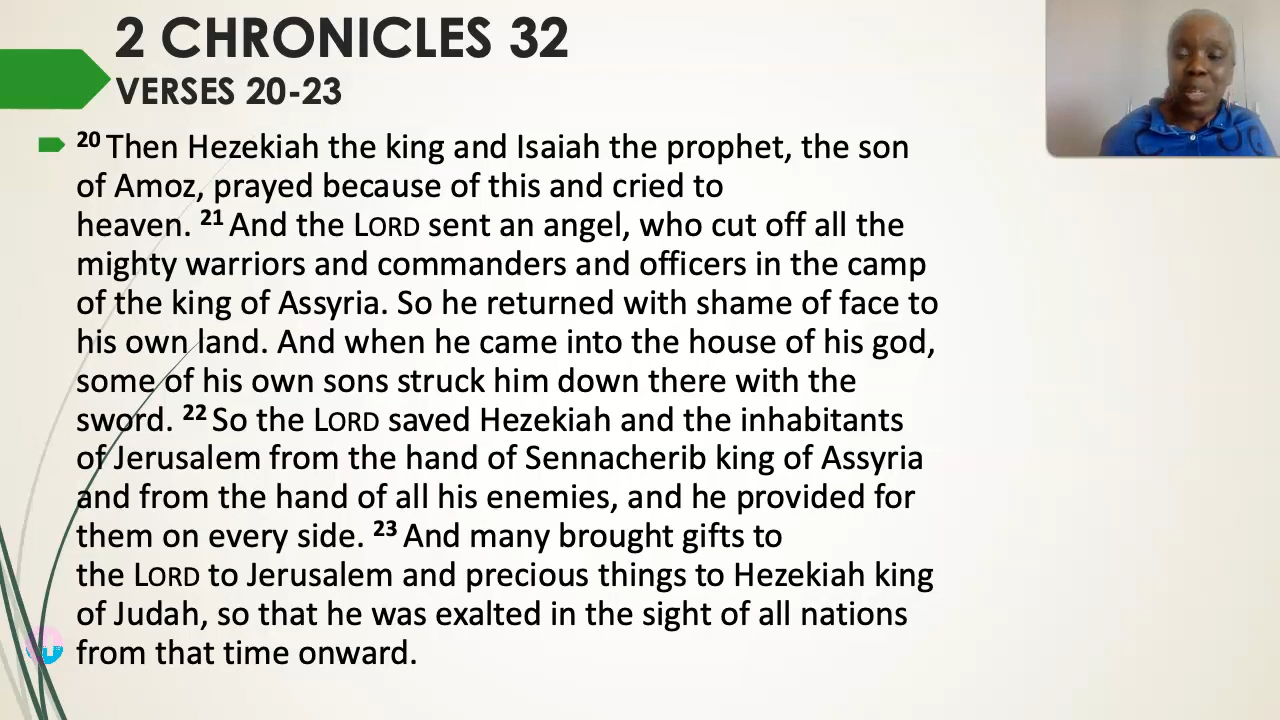 2 CHRONICLES 32
VERSES 20-23
20 Then Hezekiah the king and Isaiah the prophet, the son
of Amoz, prayed because of this and cried to
heaven. 21 And the LORD sent an angel, who cut off all the
mighty warriors and commanders and officers in the camp
of the king of Assyria. So he returned with shame of face to
his own land. And when he came into the house of his god,
some of his own sons struck him down there with the
sword. 22 So the LORD saved Hezekiah and the inhabitants
of Jerusalem from the hand of Sennacherib king of Assyria
and from the hand of all his enemies, and he provided for
them on every side. 23 And many brought gifts to
the LORD to Jerusalem and precious things to Hezekiah king
of Judah, so that he was exalted in the sight of all nations
from that time onward.